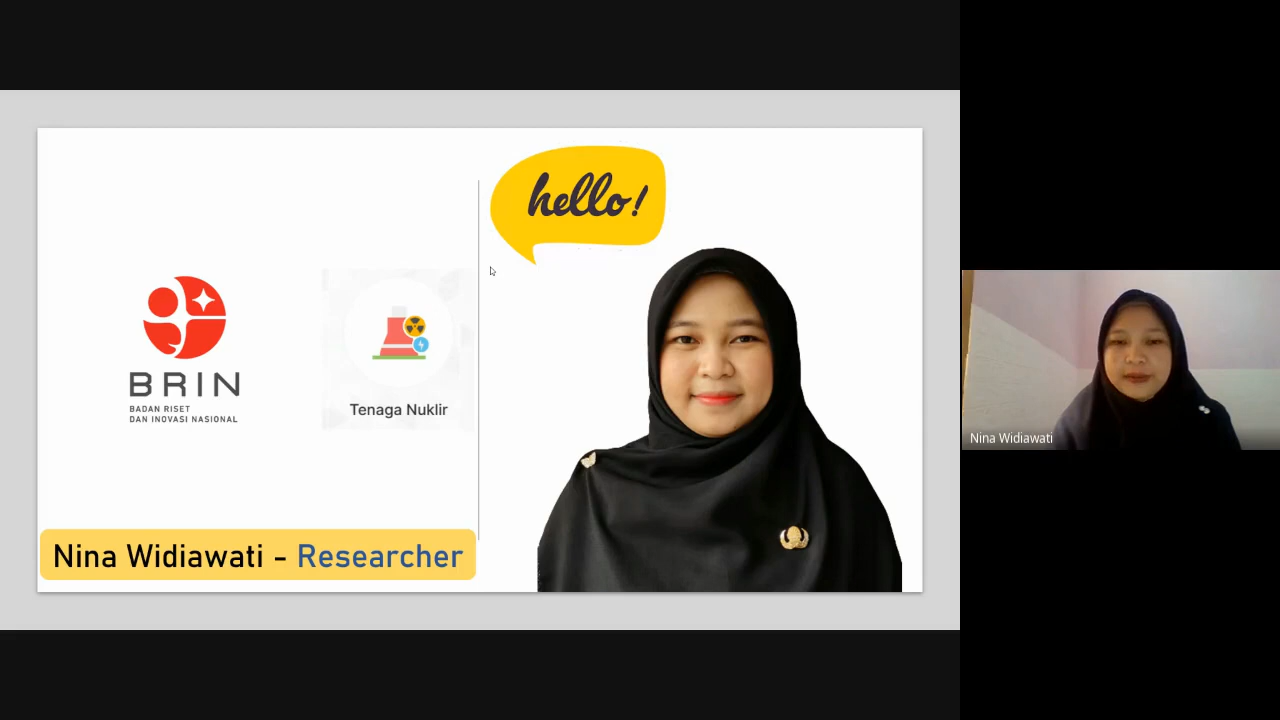 hello!
BRIN
BADAN RISET
DAN INOVASI NASIONAL
Tenaga Nuklir
Nina Widiawati - Researcher
Nina Widiawati